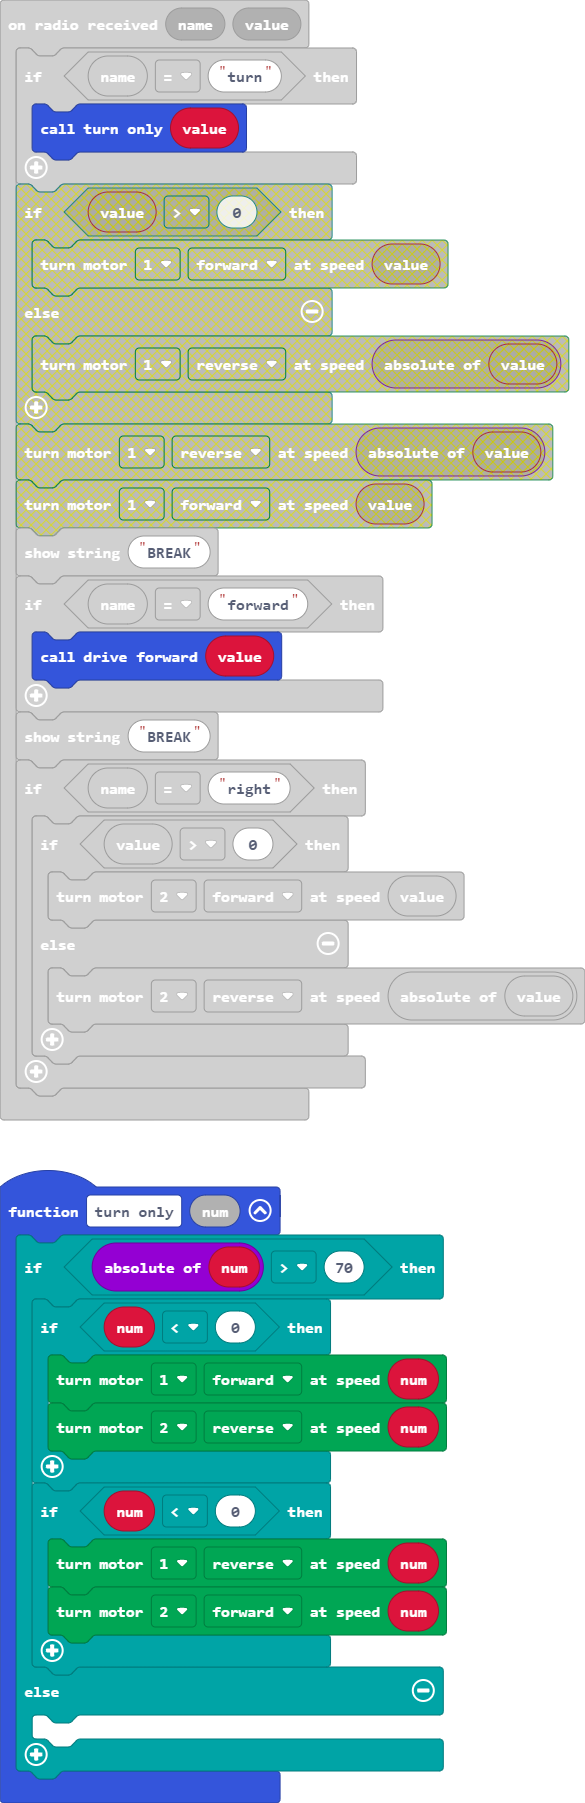 on radio received name value
if name = "turn" then
call turn only value
if value > 0 then
turn motor 1 forward at speed value
else
turn motor 1 reverse at speed absolute of value
turn motor 1 reverse at speed absolute of value
turn motor 1 forward at speed value
show string "BREAK"
if name = "forward" then
call drive forward value
show string "BREAK"
if name = "right" then
if value > 0 then
turn motor 2 forward at speed value
else
turn motor 2 reverse at speed absolute of value
function turn only num
if absolute of num > 70 then
if num < 0 then
turn motor 1 forward at speed num
turn motor 2 reverse at speed num
if num < 0 then
turn motor 1 reverse at speed num
turn motor 2 forward at speed num
else